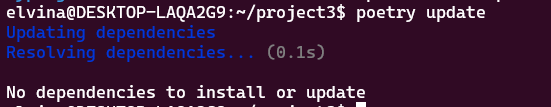 elvina@DESKTOP-LAQA2G9:~/project3$ poetry update
Updating dependencies
Resolving dependencies... (0.1s)
No dependencies to install or update